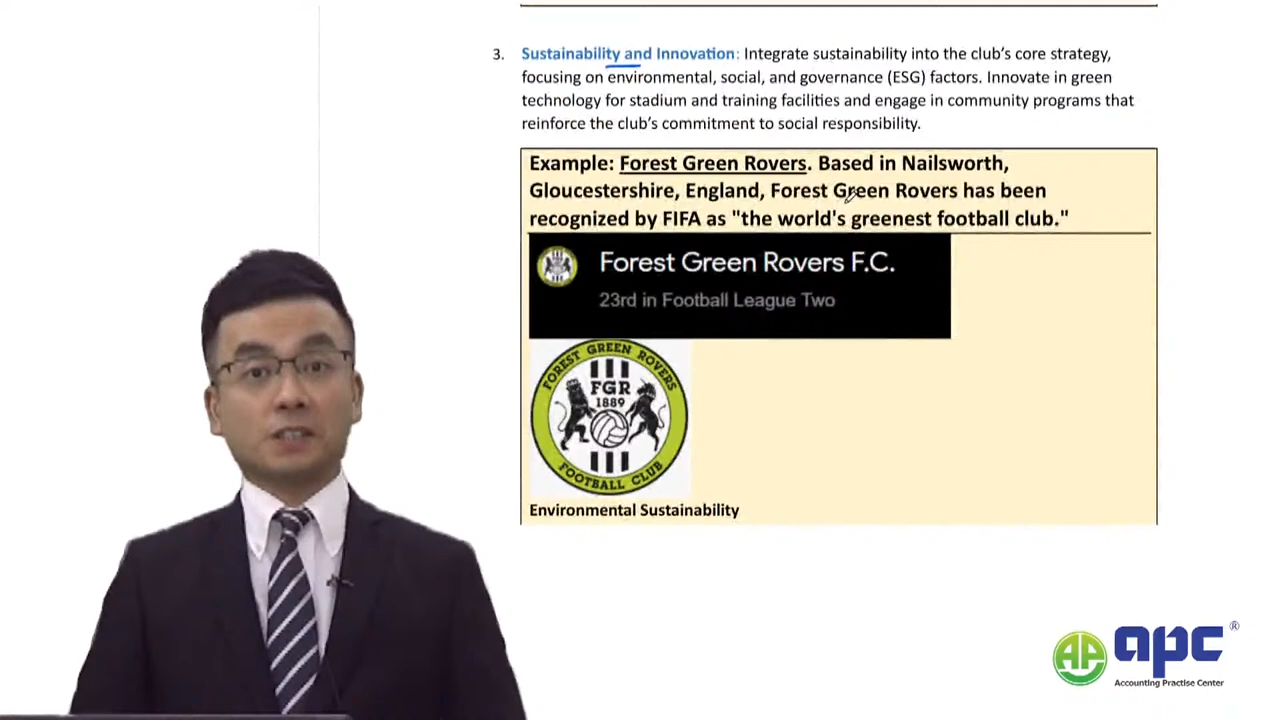 3. Sustainability and Innovation: Integrate sustainability into the club's core strategy,
focusing on environmental, social, and governance (ESG) factors. Innovate in green
technology for stadium and training facilities and engage in community programs that
reinforce the club's commitment to social responsibility.
Example: Forest Green Rovers. Based in Nailsworth,
Gloucestershire, England, Forest Green Rovers has been
recognized by FIFA as "the world's greenest football club."
Forest Green Rovers F.C.
23rd in Football League Two
FOREST GREEN ROVERS
FGR
1889
FOOTBALL CLUB
Environmental Sustainability
AP apc ®
Accounting Practise Center